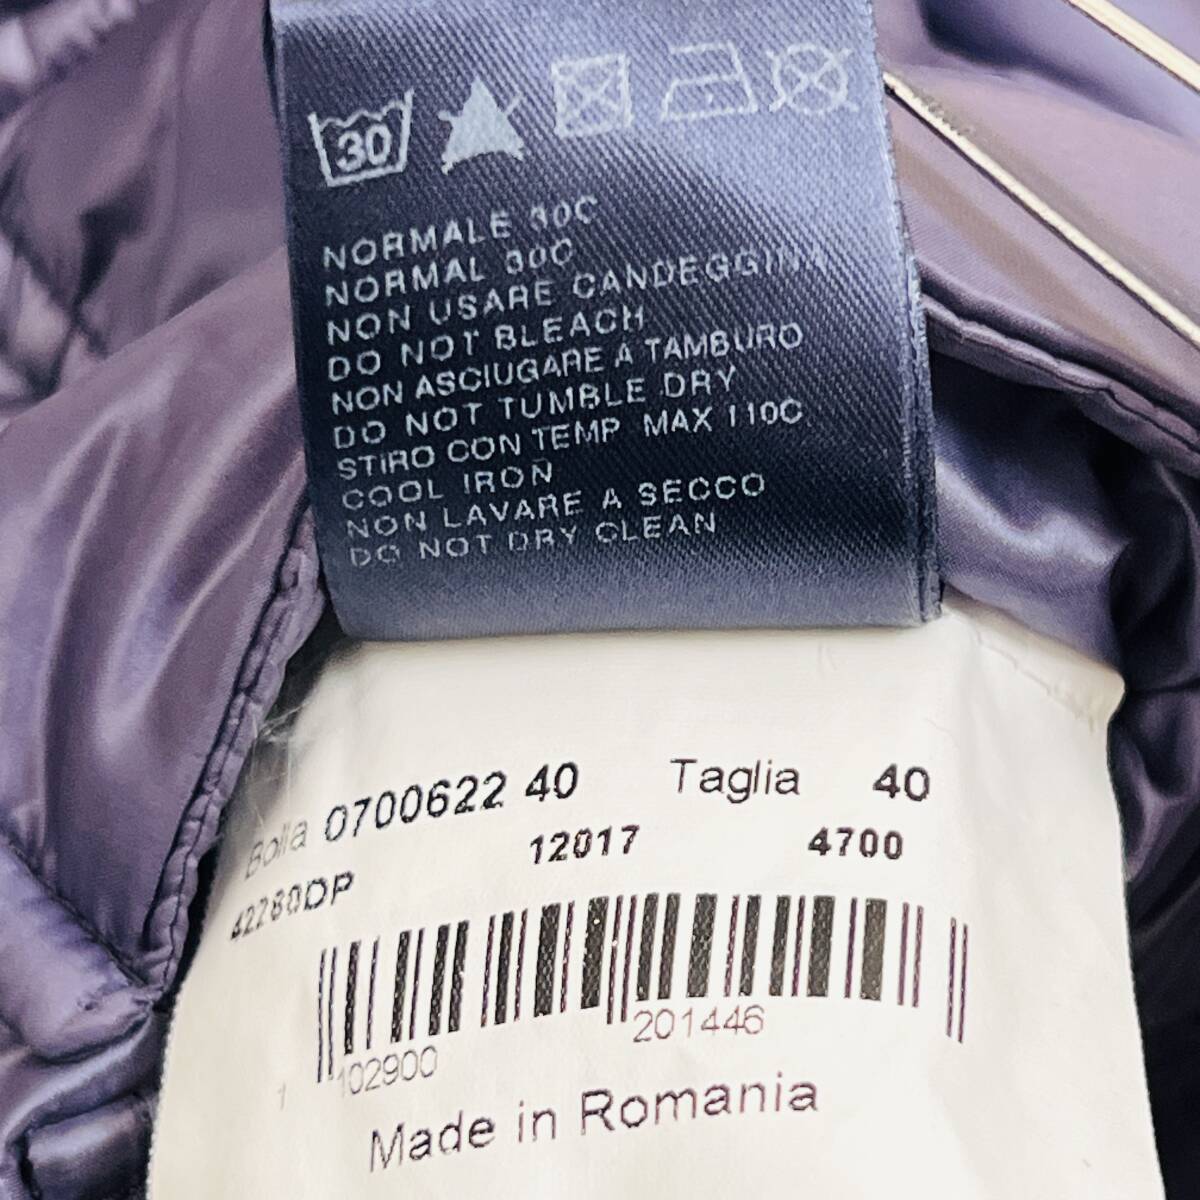 30
NORMALE 30C
NORMAL 30C
NON USARE CANDEGGINA
DO NOT BLEACH
NON ASCIUGARE A TAMBURO
DO NOT TUMBLE DRY
STIRO CON TEMP MAX 110C
COOL IRON
NON LAVARE A SECCO
DO NOT DRY CLEAN
Bolla 0700622 40 Taglia 40
42280DP 12017 4700
1 102900 201446
Made in Romania